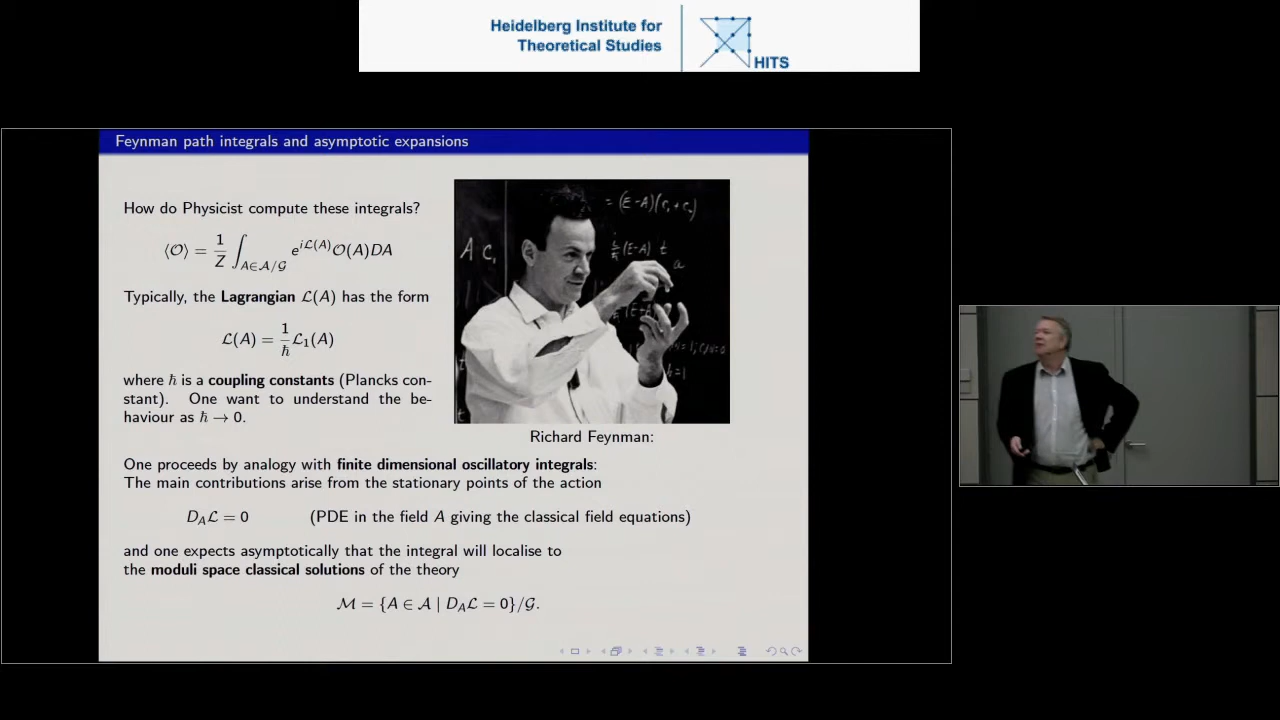 Heidelberg Institute for
Theoretical Studies
HITS
Feynman path integrals and asymptotic expansions
How do Physicist compute these integrals?
⟨𝒪⟩ = 1/Z ∫_{A∈𝒜/𝒢} e^{iℒ(A)}𝒪(A)DA
Typically, the Lagrangian ℒ(A) has the form
ℒ(A) = 1/ħ ℒ₁(A)
where ħ is a coupling constants (Plancks con-
stant). One want to understand the be-
haviour as ħ → 0.
= (E-A)(c₁+c₂)
A c₁
Richard Feynman:
One proceeds by analogy with finite dimensional oscillatory integrals:
The main contributions arise from the stationary points of the action
D_Aℒ = 0 (PDE in the field A giving the classical field equations)
and one expects asymptotically that the integral will localise to
the moduli space classical solutions of the theory
ℳ = {A ∈ 𝒜 | D_Aℒ = 0}/𝒢.